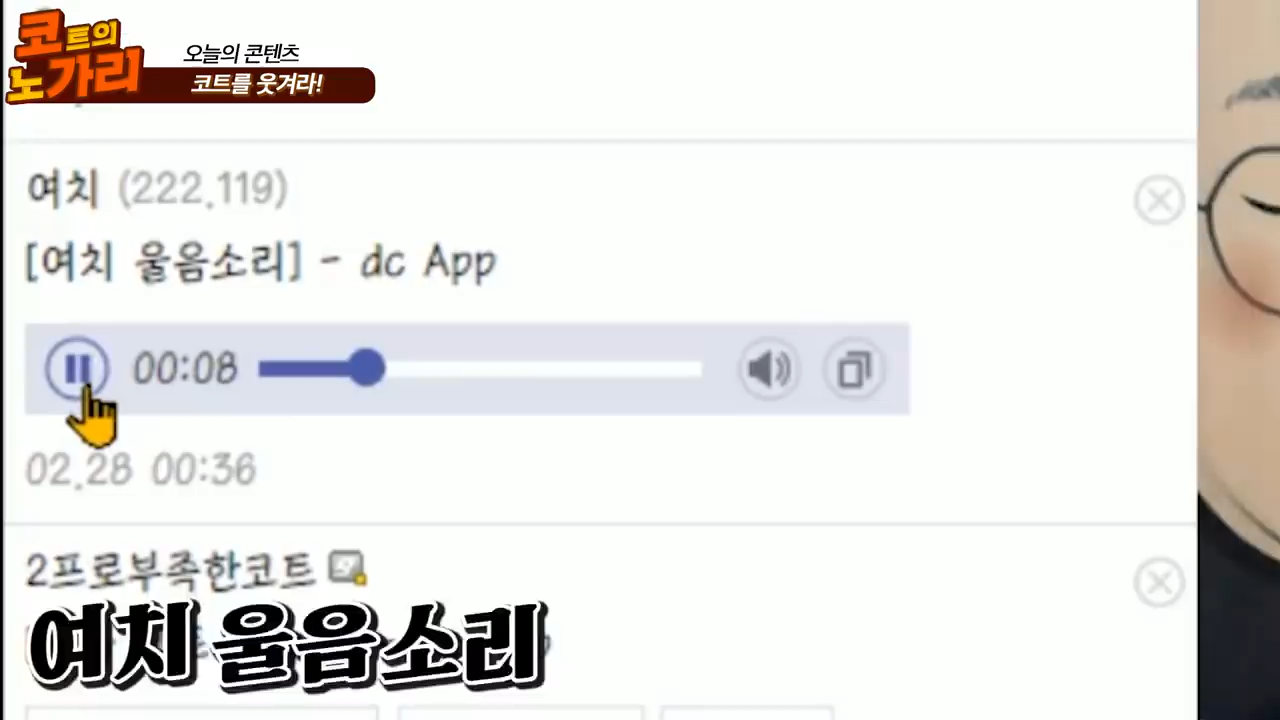 코트의
노가리
오늘의 콘텐츠
코트를 웃겨라!
여치 (222.119)
[여치 울음소리] - dc App
00:08
02.28 00:36
2프로부족한코트
여치 울음소리